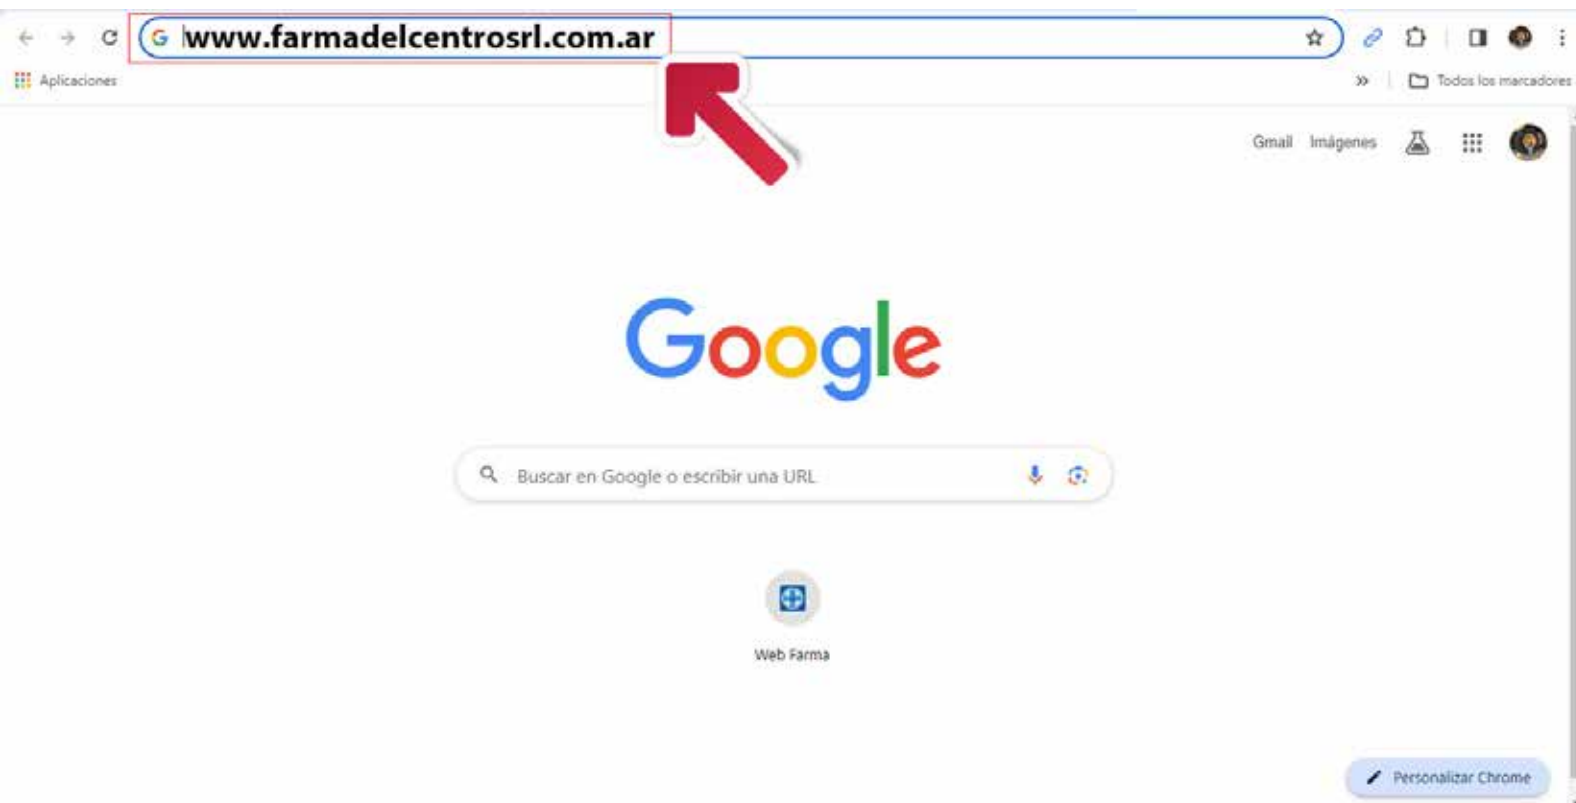 www.farmadelcentrosrl.com.ar
Aplicaciones
Todos los marcadores
Gmail Imágenes
Google
Buscar en Google o escribir una URL
Web Farma
Personalizar Chrome